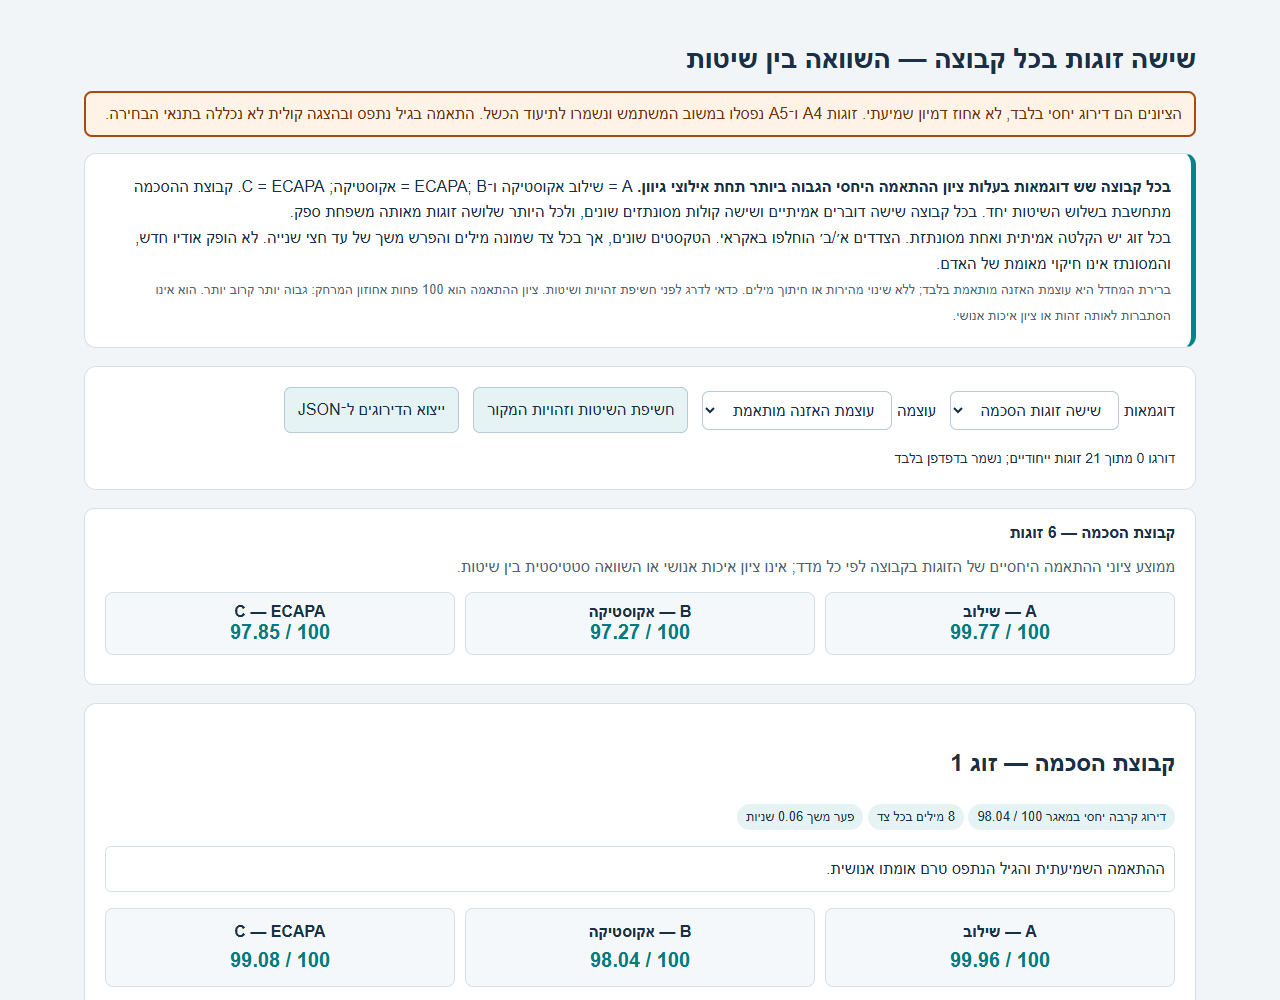 שישה זוגות בכל קבוצה — השוואה בין שיטות
הציונים הם דירוג יחסי בלבד, לא אחוז דמיון שמיעתי. זוגות A4 ו־A5 נפסלו במשוב המשתמש ונשמרו לתיעוד הכשל. התאמה בגיל נתפס ובהצגה קולית לא נכללה בתנאי הבחירה.
בכל קבוצה שש דוגמאות בעלות ציון ההתאמה היחסי הגבוה ביותר תחת אילוצי גיוון. A = שילוב אקוסטיקה ו־ECAPA; B = אקוסטיקה; C = ECAPA. קבוצת ההסכמה
מתחשבת בשלוש השיטות יחד. בכל קבוצה שישה דוברים אמיתיים ושישה קולות מסונתזים שונים, ולכל היותר שלושה זוגות מאותה משפחת ספק.
בכל זוג יש הקלטה אמיתית ואחת מסונתזת. הצדדים א׳/ב׳ הוחלפו באקראי. הטקסטים שונים, אך בכל צד שמונה מילים והפרש משך של עד חצי שנייה. לא הופק אודיו חדש,
והמסונתז אינו חיקוי מאומת של האדם.
ברירת המחדל היא עוצמת האזנה מותאמת בלבד; ללא שינוי מהירות או חיתוך מילים. כדאי לדרג לפני חשיפת זהויות ושיטות. ציון ההתאמה הוא 100 פחות אחוזון המרחק: גבוה יותר קרוב יותר. הוא אינו
הסתברות לאותה זהות או ציון איכות אנושי.
דוגמאות שישה זוגות הסכמה עוצמה עוצמת האזנה מותאמת חשיפת השיטות וזהויות המקור ייצוא הדירוגים ל־JSON
דורגו 0 מתוך 21 זוגות ייחודיים; נשמר בדפדפן בלבד
קבוצת הסכמה — 6 זוגות
ממוצע ציוני ההתאמה היחסיים של הזוגות בקבוצה לפי כל מדד; אינו ציון איכות אנושי או השוואה סטטיסטית בין שיטות.
A — שילוב
99.77 / 100
B — אקוסטיקה
97.27 / 100
C — ECAPA
97.85 / 100
קבוצת הסכמה — זוג 1
דירוג קרבה יחסי במאגר 98.04 / 100 8 מילים בכל צד פער משך 0.06 שניות
ההתאמה השמיעתית והגיל הנתפס טרם אומתו אנושית.
A — שילוב
99.96 / 100
B — אקוסטיקה
98.04 / 100
C — ECAPA
99.08 / 100